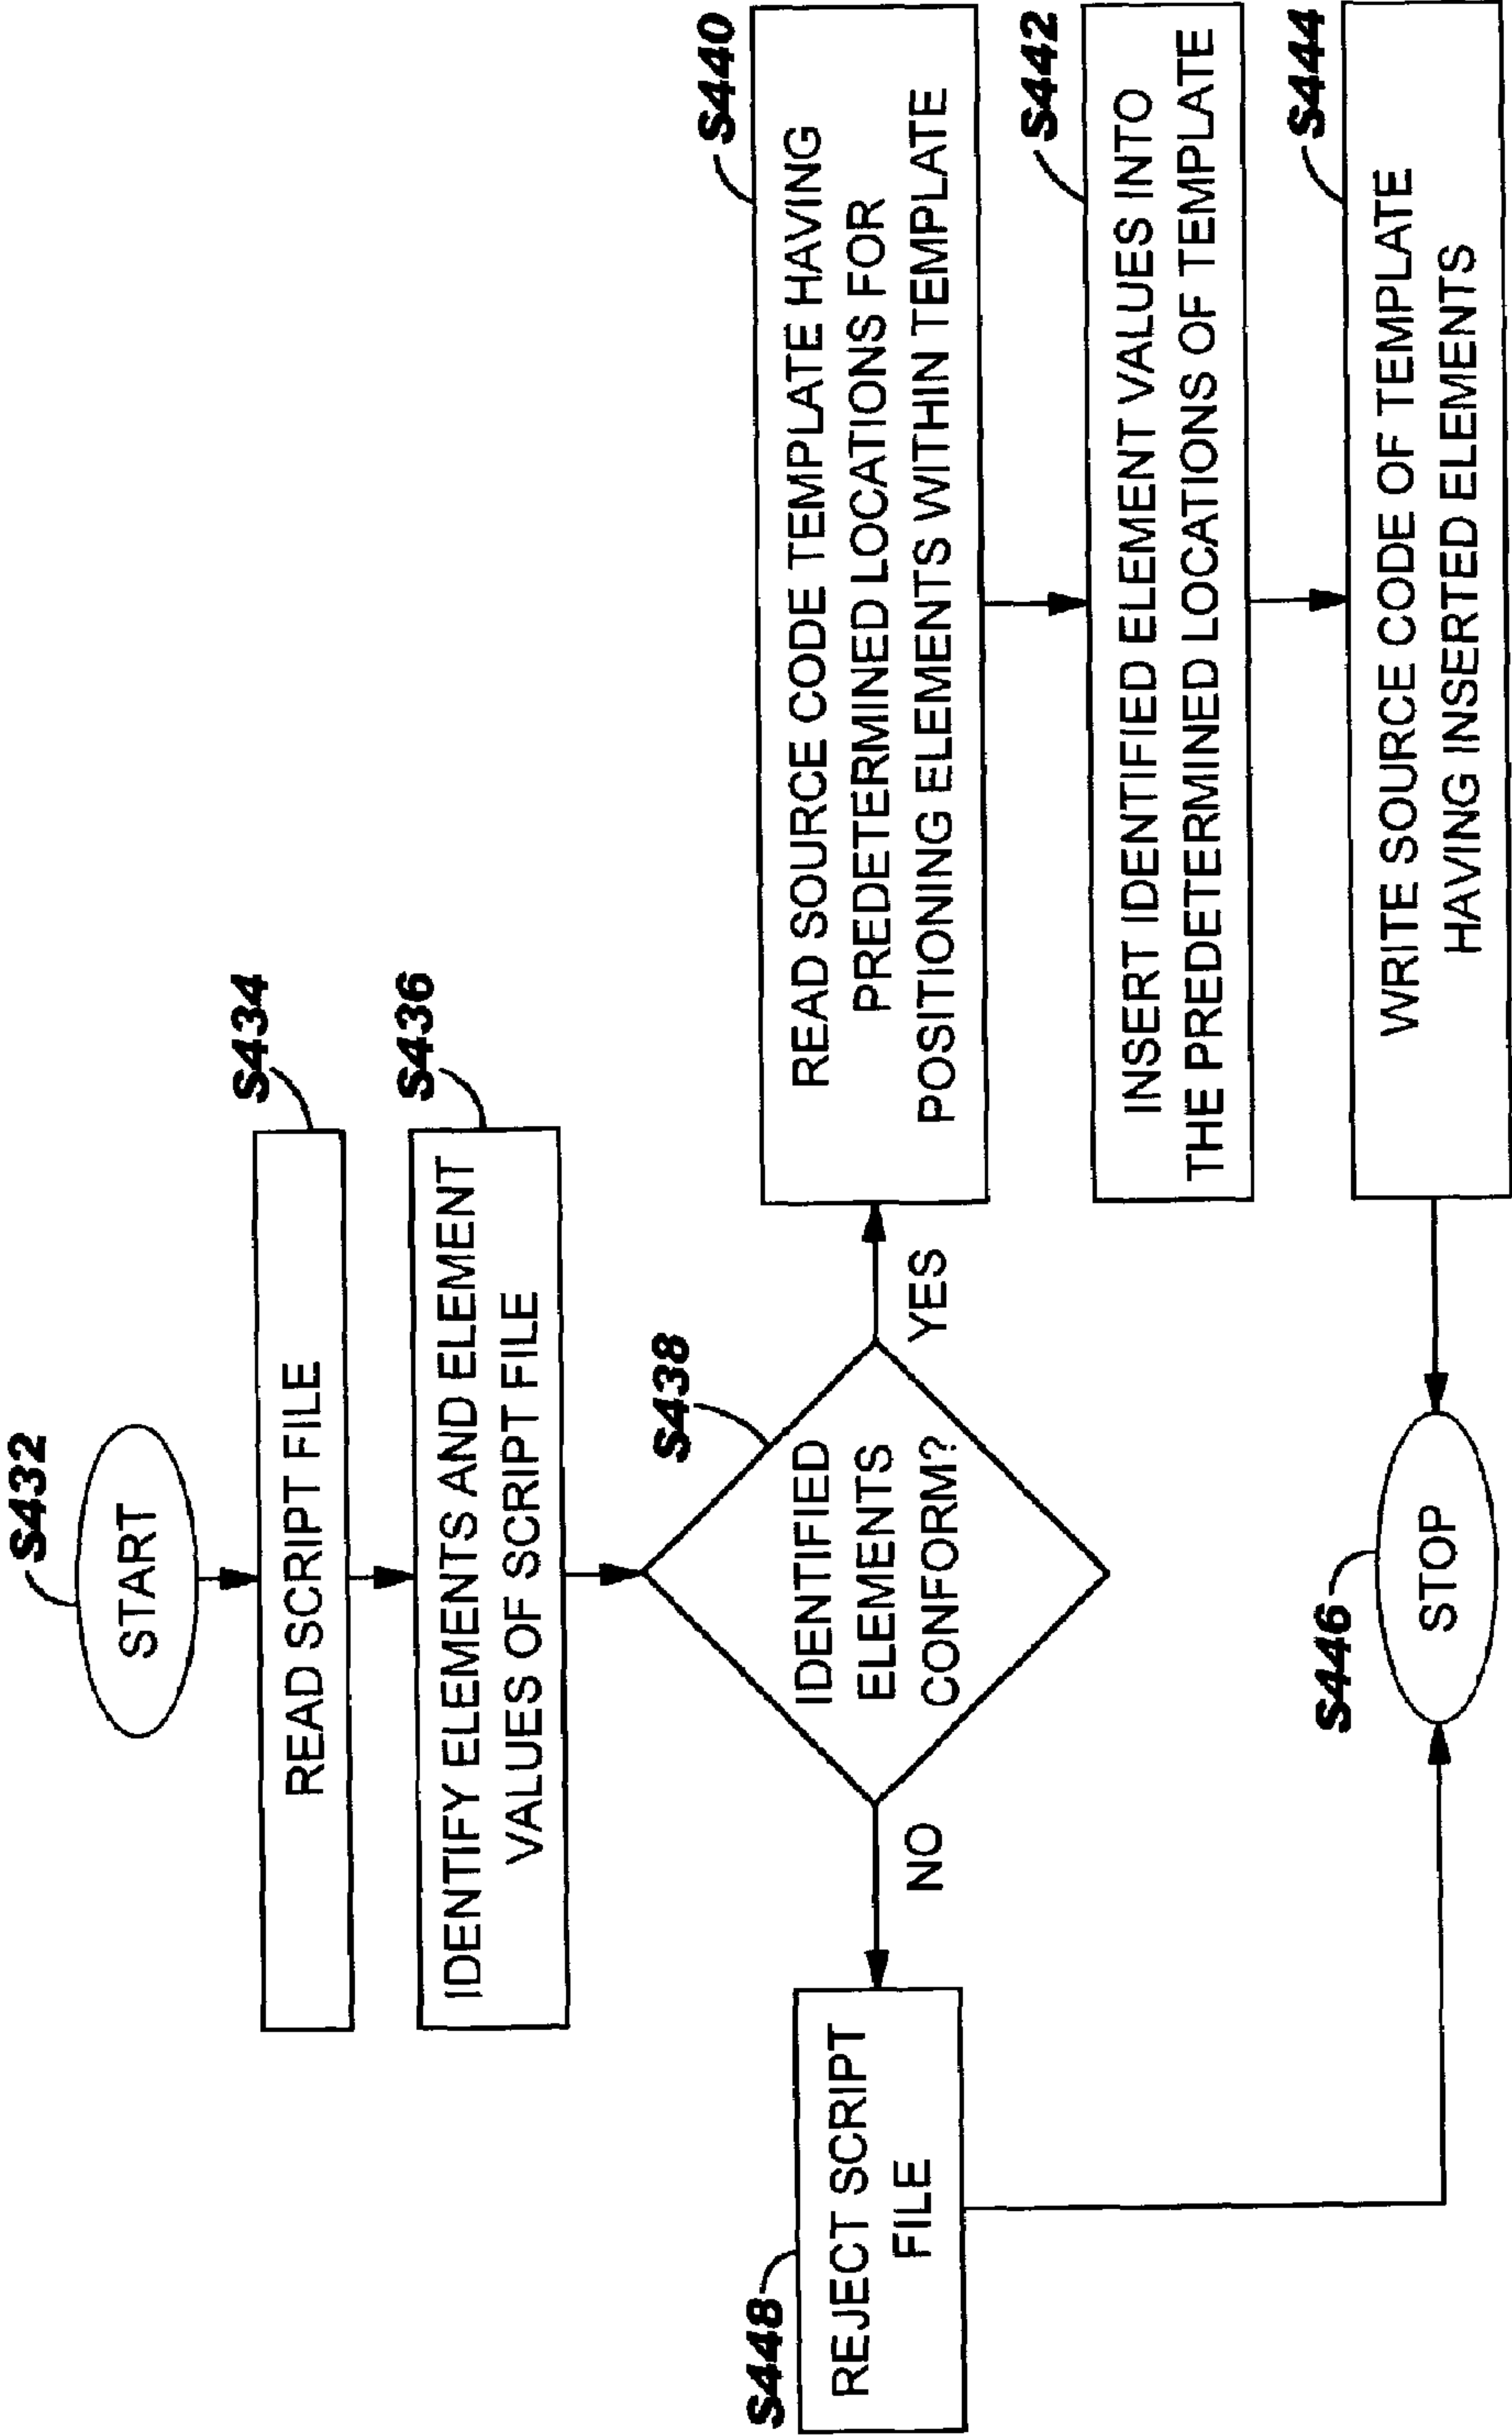 S432
START
S434
READ SCRIPT FILE
S436
IDENTIFY ELEMENTS AND ELEMENT
VALUES OF SCRIPT FILE
S438
IDENTIFIED
ELEMENTS
CONFORM?
YES
NO
S440
READ SOURCE CODE TEMPLATE HAVING
PREDETERMINED LOCATIONS FOR
POSITIONING ELEMENTS WITHIN TEMPLATE
S442
INSERT IDENTIFIED ELEMENT VALUES INTO
THE PREDETERMINED LOCATIONS OF TEMPLATE
S444
WRITE SOURCE CODE OF TEMPLATE
HAVING INSERTED ELEMENTS
S448
REJECT SCRIPT
FILE
S446
STOP